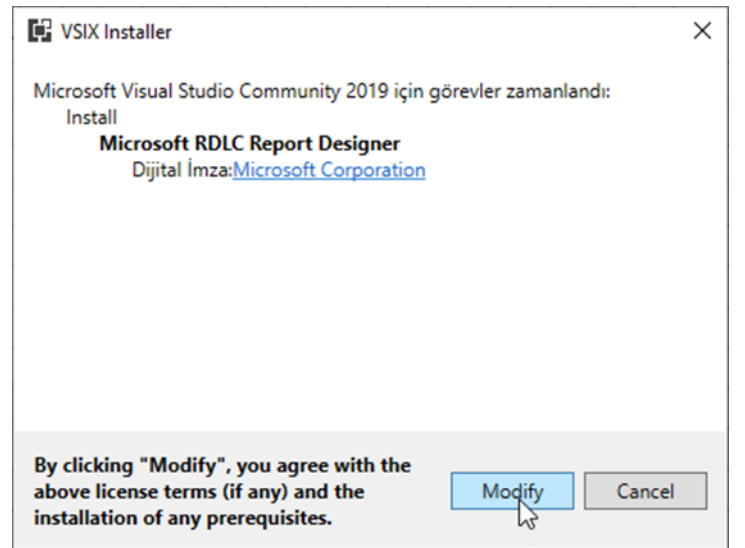 VSIX Installer
Microsoft Visual Studio Community 2019 için görevler zamanlandı:
Install
Microsoft RDLC Report Designer
Dijital İmza:Microsoft Corporation
By clicking "Modify", you agree with the
above license terms (if any) and the
installation of any prerequisites.
Modify
Cancel